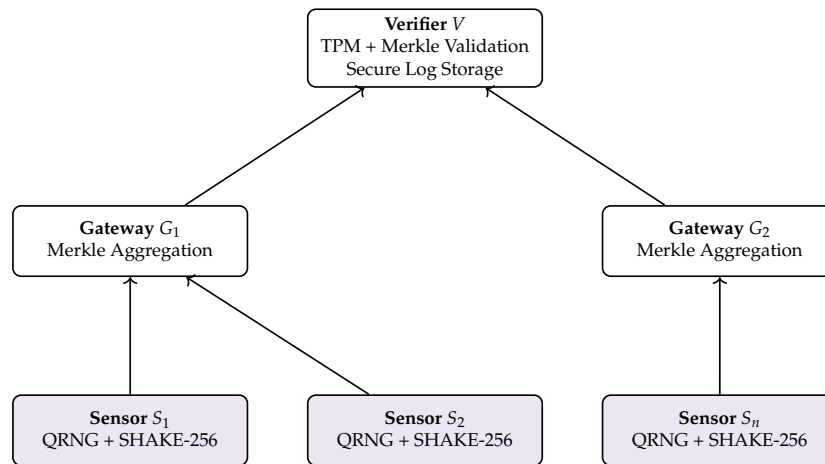 Verifier V
TPM + Merkle Validation
Secure Log Storage
Gateway G1
Merkle Aggregation
Gateway G2
Merkle Aggregation
Sensor S1
QRNG + SHAKE-256
Sensor S2
QRNG + SHAKE-256
Sensor Sn
QRNG + SHAKE-256